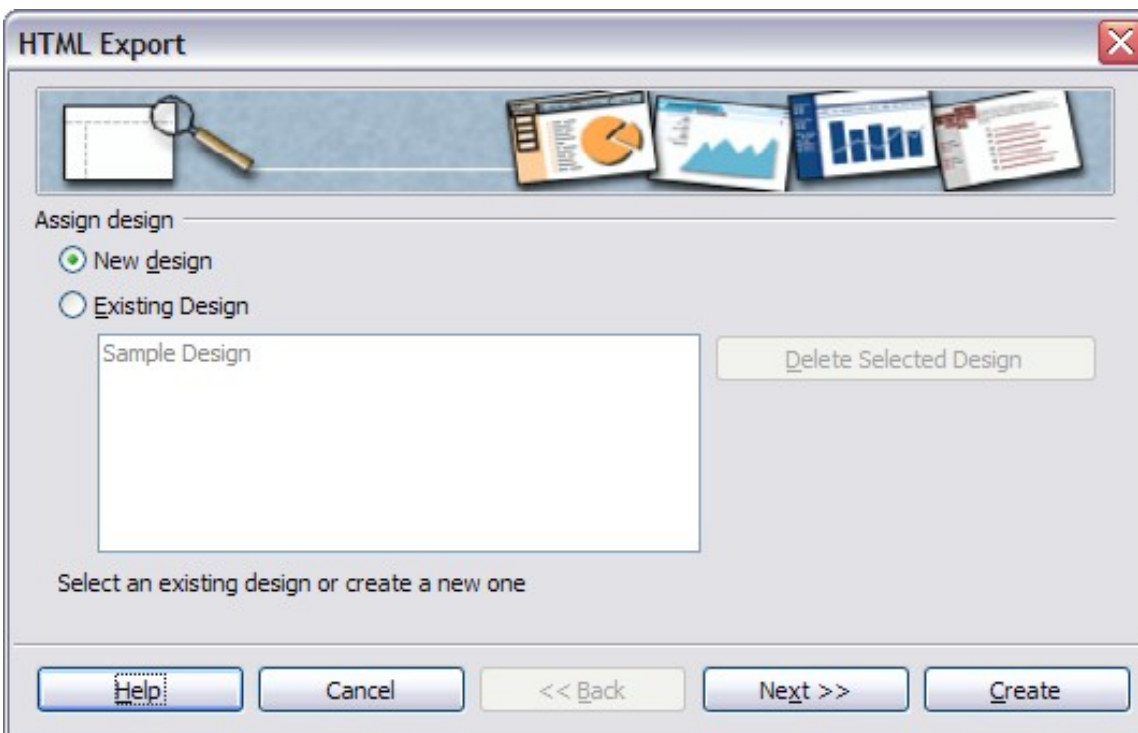 HTML Export
Assign design
New design
Existing Design
Sample Design
Delete Selected Design
Select an existing design or create a new one
Help
Cancel
<< Back
Next >>
Create